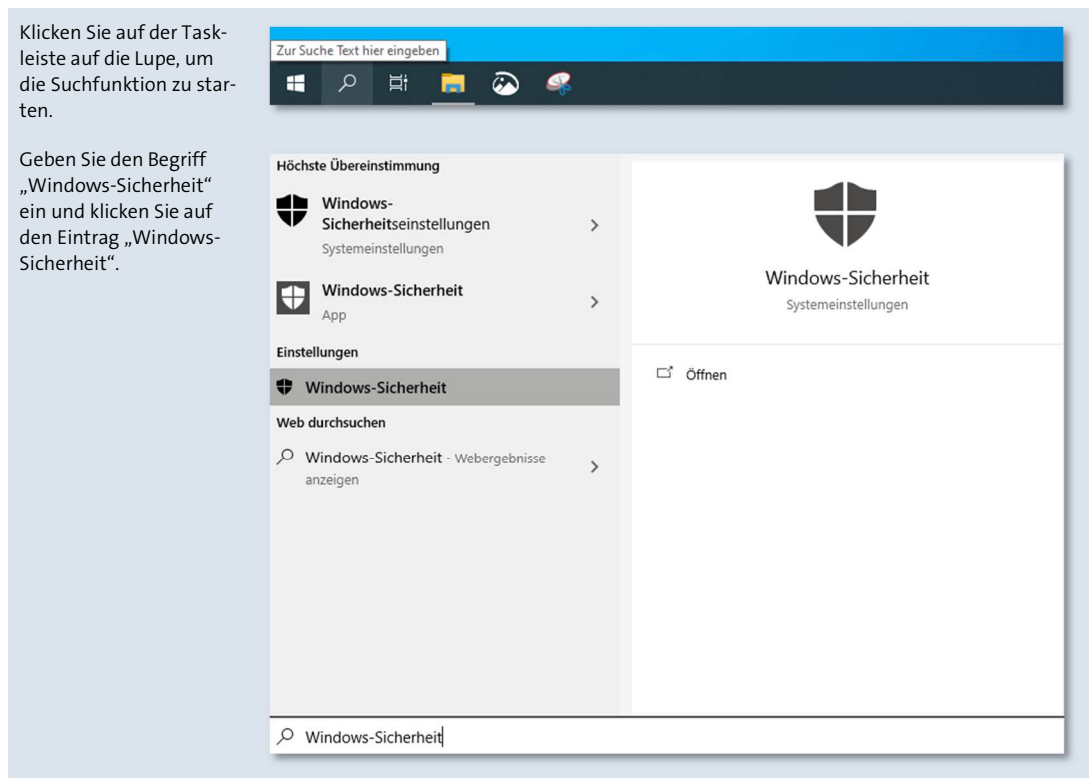 Klicken Sie auf der Task-
leiste auf die Lupe, um
die Suchfunktion zu star-
ten.
Zur Suche Text hier eingeben
Geben Sie den Begriff
„Windows-Sicherheit“
ein und klicken Sie auf
den Eintrag „Windows-
Sicherheit“.
Höchste Übereinstimmung
Windows-
Sicherheitseinstellungen
Systemeinstellungen
Windows-Sicherheit
App
Einstellungen
Windows-Sicherheit
Web durchsuchen
Windows-Sicherheit - Webergebnisse
anzeigen
Windows-Sicherheit
Systemeinstellungen
Öffnen
Windows-Sicherheit